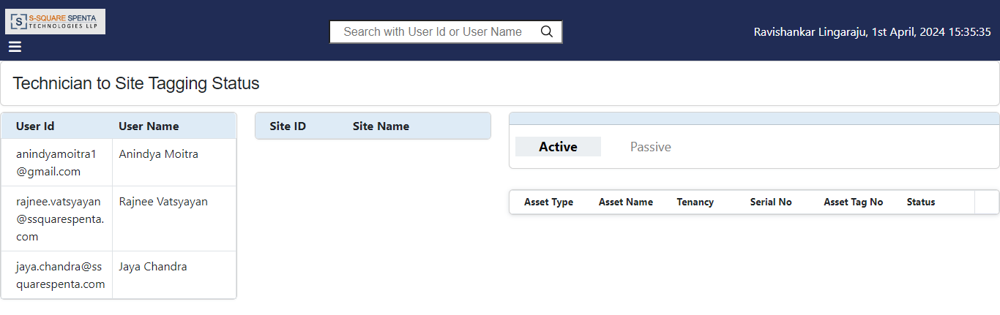 S-SQUARE SPENTA
S TECHNOLOGIES LLP
Search with User Id or User Name
Ravishankar Lingaraju, 1st April, 2024 15:35:35
Technician to Site Tagging Status
User Id User Name
anindyamoitra1 Anindya Moitra
@gmail.com
rajnee.vatsyayan Rajnee Vatsyayan
@ssquarespenta.
com
jaya.chandra@ss Jaya Chandra
quarespenta.com
Site ID Site Name
Active Passive
Asset Type Asset Name Tenancy Serial No Asset Tag No Status